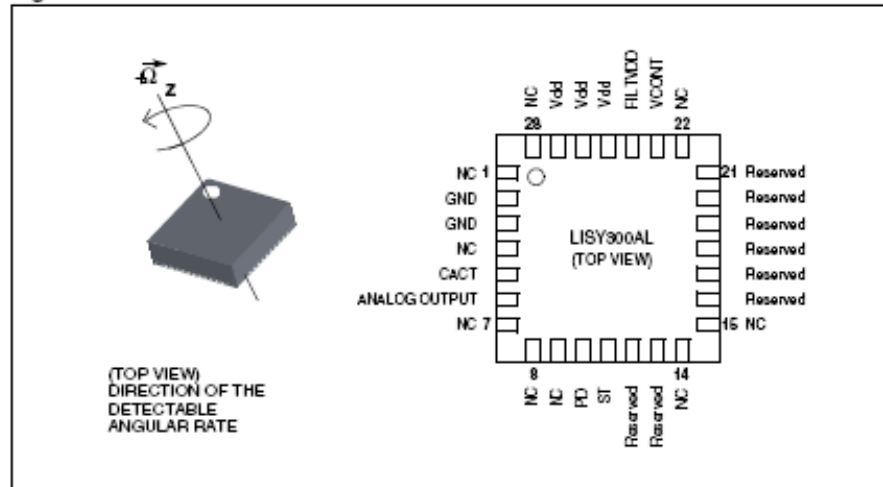 +Ω
z
(TOP VIEW)
DIRECTION OF THE
DETECTABLE
ANGULAR RATE
NC
Vdd
Vdd
Vdd
FILTVDD
VCONT
NC
28
22
NC 1
GND
GND
NC
CACT
ANALOG OUTPUT
NC 7
LISY300AL
(TOP VIEW)
21 Reserved
Reserved
Reserved
Reserved
Reserved
Reserved
15 NC
8
14
NC
NC
PD
ST
Reserved
Reserved
NC